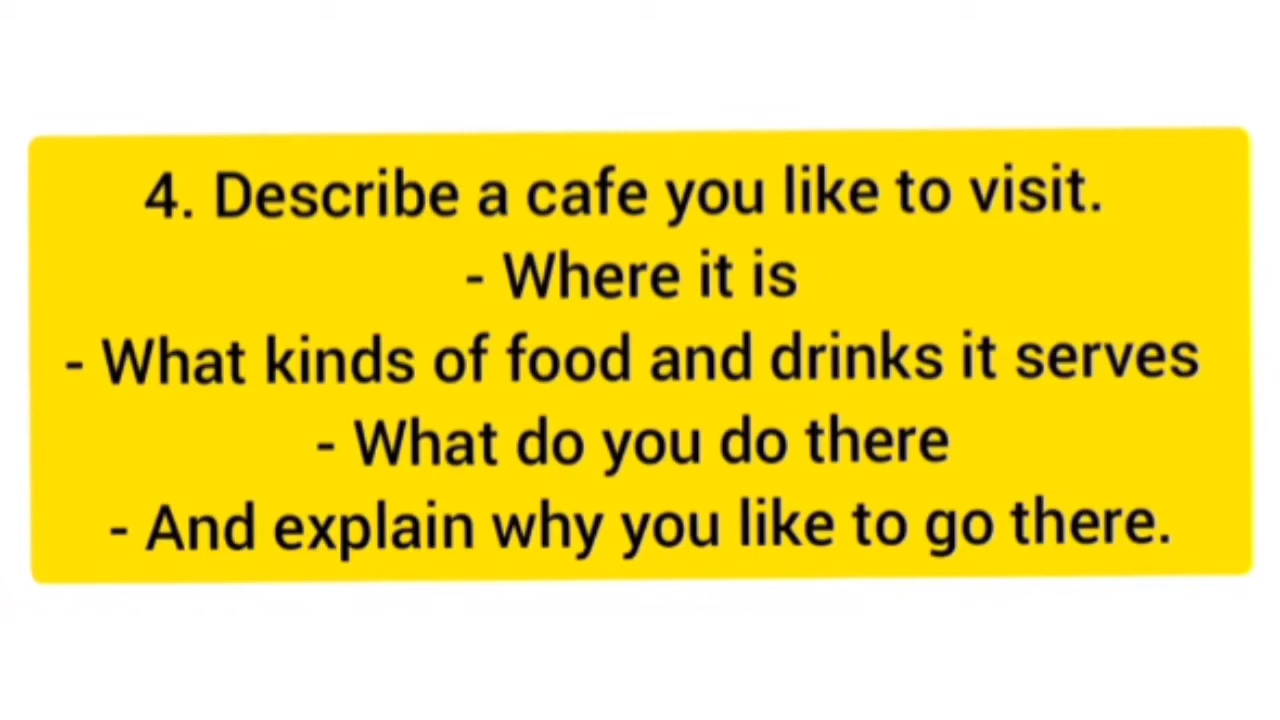 4. Describe a cafe you like to visit.
- Where it is
- What kinds of food and drinks it serves
- What do you do there
- And explain why you like to go there.